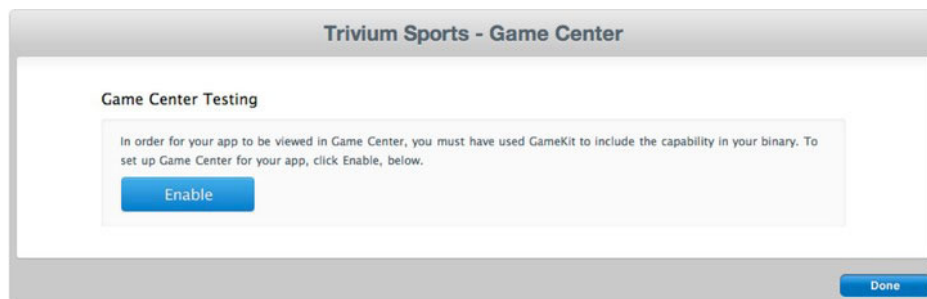 Trivium Sports - Game Center
Game Center Testing
In order for your app to be viewed in Game Center, you must have used GameKit to include the capability in your binary. To
set up Game Center for your app, click Enable, below.
Enable
Done